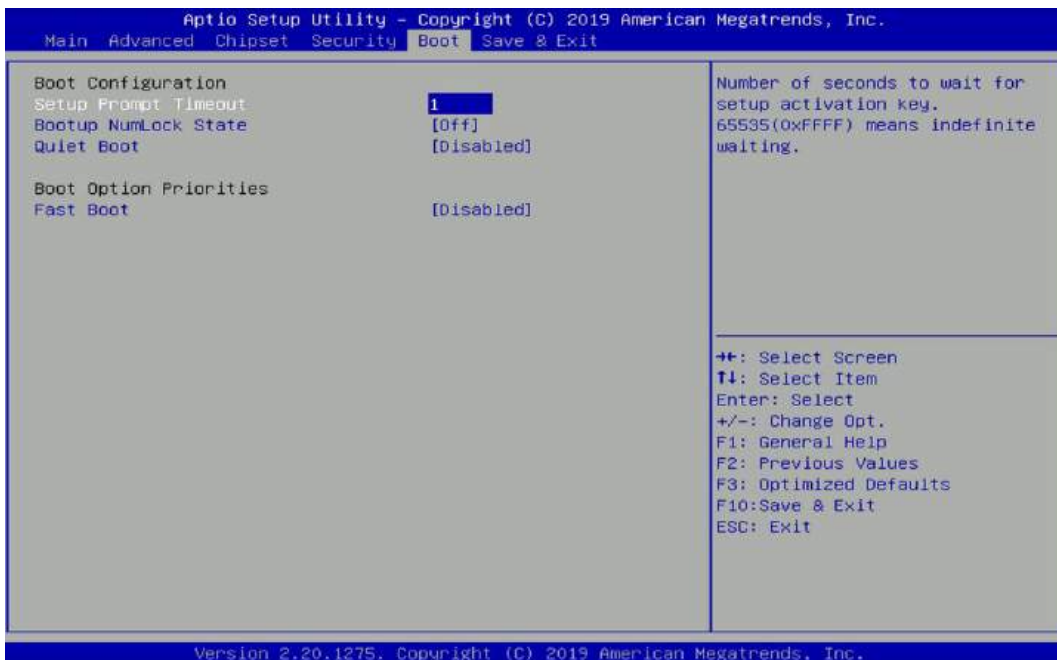 Aptio Setup Utility – Copyright (C) 2019 American Megatrends, Inc.
Main Advanced Chipset Security Boot Save & Exit
Boot Configuration
Setup Prompt Timeout 1
Bootup NumLock State [Off]
Quiet Boot [Disabled]
Boot Option Priorities
Fast Boot [Disabled]
Number of seconds to wait for
setup activation key.
65535(0xFFFF) means indefinite
waiting.
→←: Select Screen
↑↓: Select Item
Enter: Select
+/-: Change Opt.
F1: General Help
F2: Previous Values
F3: Optimized Defaults
F10:Save & Exit
ESC: Exit
Version 2.20.1275. Copyright (C) 2019 American Megatrends, Inc.